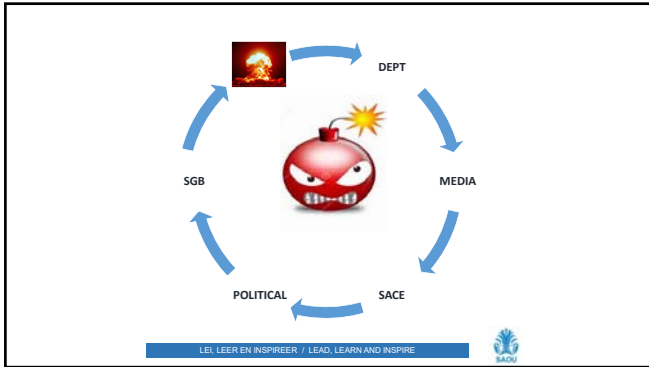 DEPT
MEDIA
SACE
POLITICAL
SGB
LEI, LEER EN INSPIREER / LEAD, LEARN AND INSPIRE
SAOU